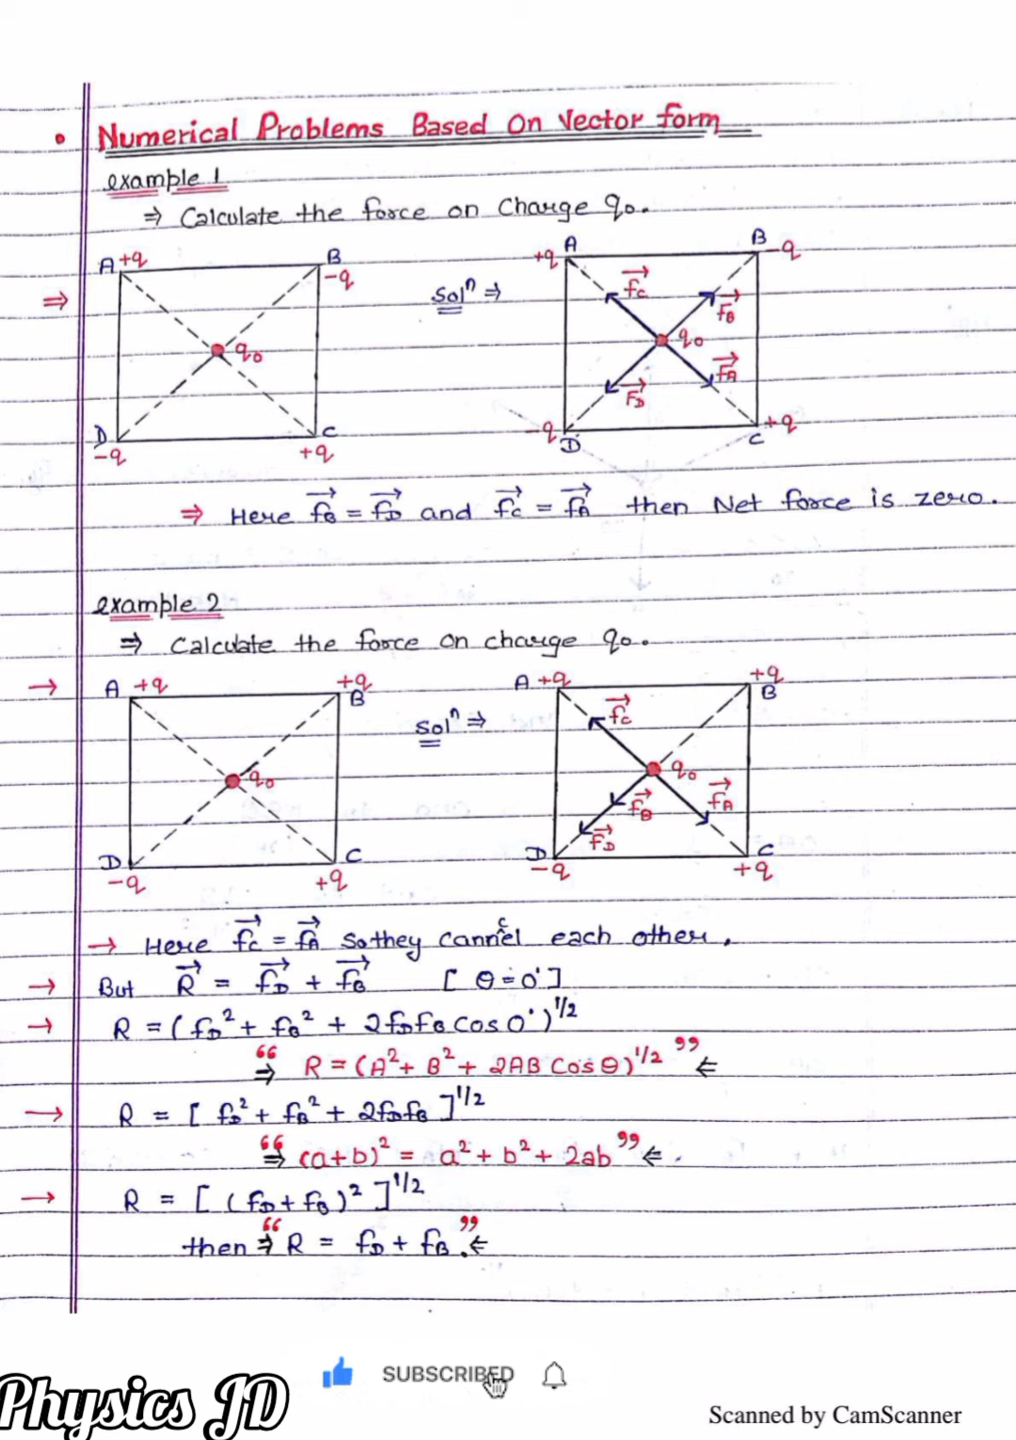 • Numerical Problems Based On Vector form
example 1
⇒ Calculate the force on Charge q₀.
A +q B -q q₀ D -q C +q
⇒
Solⁿ ⇒
+q A B -q
f⃗C f⃗B q₀ f⃗A F⃗D
-q D C +q
⇒ Here f⃗B = f⃗D and f⃗C = f⃗A then Net force is zero.
example 2
⇒ Calculate the force on charge q₀.
→ A +q +q B q₀ D -q C +q
Solⁿ ⇒
A +q +q B
f⃗C q₀ f⃗A f⃗B f⃗D
D -q C +q
→ Here f⃗C = f⃗A So they cannel c each other.
→ But R⃗ = f⃗D + f⃗B [ θ = 0° ]
→ R = (fD² + fB² + 2fDfB cos 0°)^1/2
“ ⇒ R = (A² + B² + 2AB Cos θ)^1/2 ” ⇐
→ R = [ fD² + fB² + 2fDfB ]^1/2
“ ⇒ (a+b)² = a² + b² + 2ab ” ⇐ .
→ R = [ (fD + fB)² ]^1/2
then ⇒ “ R = fD + fB . ” ⇐
SUBSCRIBED
Physics JD
Scanned by CamScanner